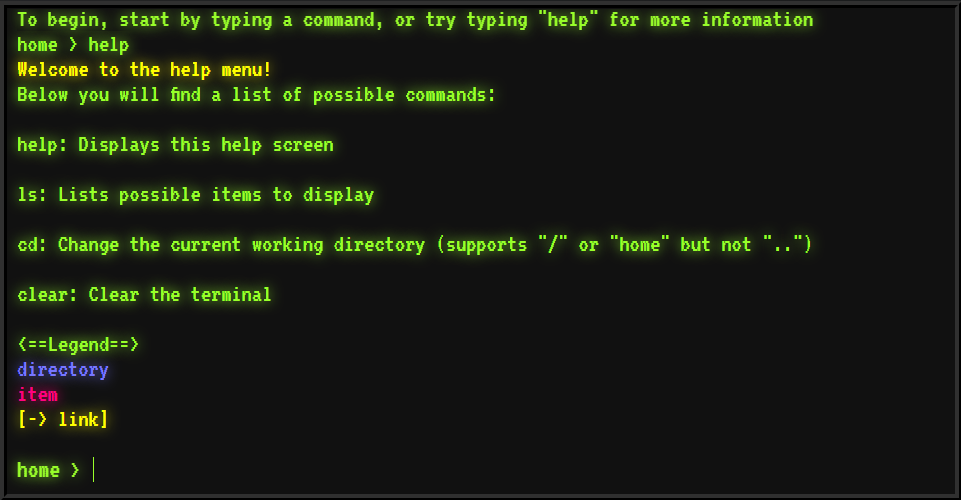 To begin, start by typing a command, or try typing "help" for more information
home > help
Welcome to the help menu!
Below you will find a list of possible commands:
help: Displays this help screen
ls: Lists possible items to display
cd: Change the current working directory (supports "/" or "home" but not "..")
clear: Clear the terminal
<==Legend==>
directory
item
[-> link]
home >